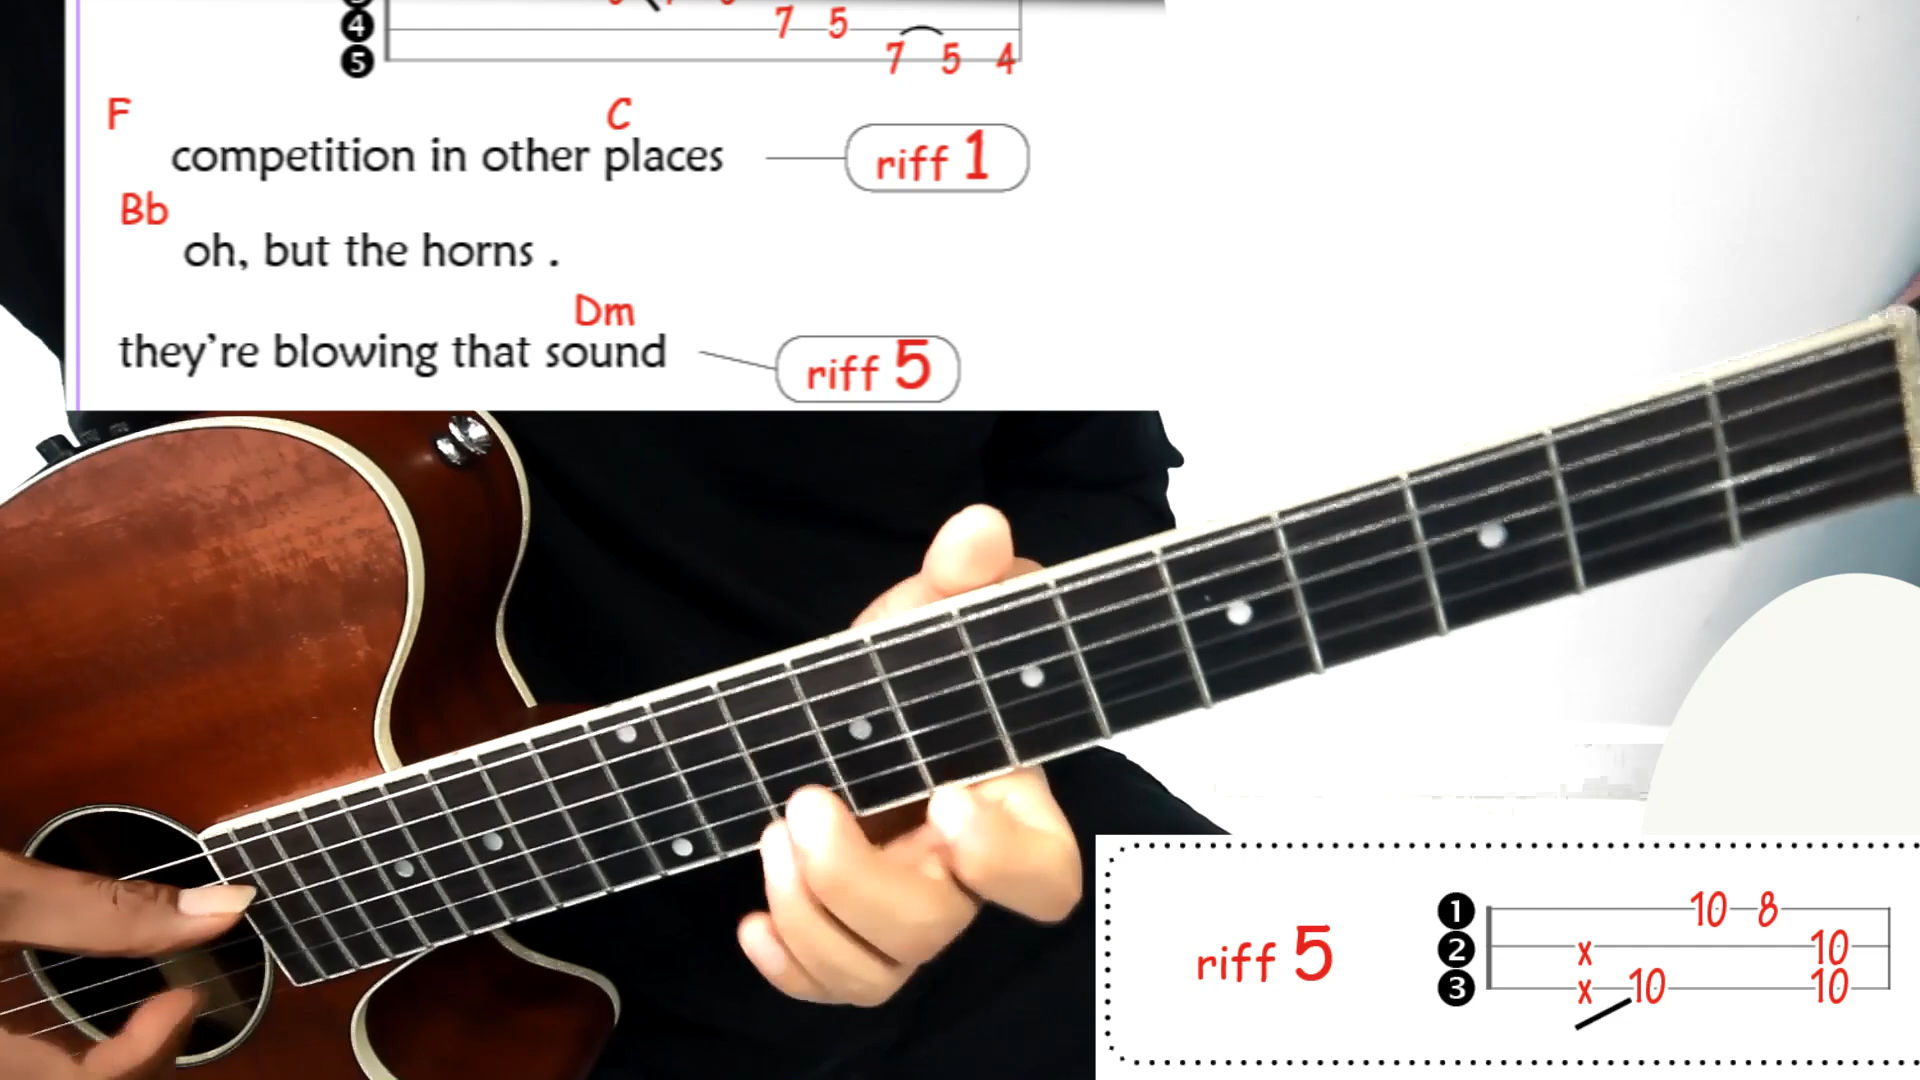 4 7 5
5 7 5 4
F C
competition in other places riff 1
Bb
oh, but the horns .
Dm
they're blowing that sound riff 5
riff 5
1 10 8
2 x 10
3 x 10 10